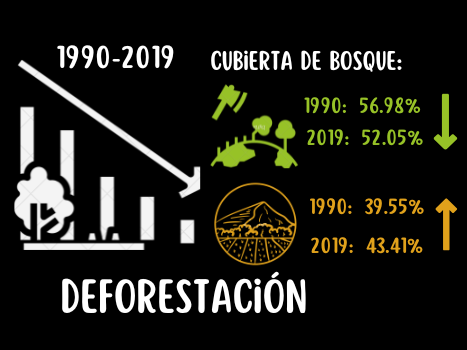 1990-2019
CUBIERTA DE BOSQUE:
1990: 56.98%
2019: 52.05%
1990: 39.55%
2019: 43.41%
DEFORESTACIÓN